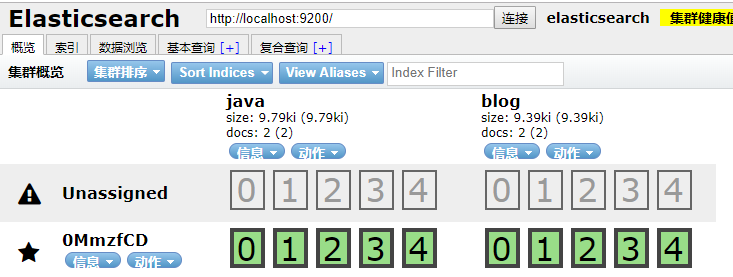 Elasticsearch http://localhost:9200/ 连接 elasticsearch 集群健康值
概览 索引 数据浏览 基本查询 [+] 复合查询 [+]
集群概览 集群排序 Sort Indices View Aliases Index Filter
java blog
size: 9.79ki (9.79ki) size: 9.39ki (9.39ki)
docs: 2 (2) docs: 2 (2)
信息 动作 信息 动作
Unassigned 0 1 2 3 4 0 1 2 3 4
0MmzfCD 0 1 2 3 4 0 1 2 3 4
信息 动作